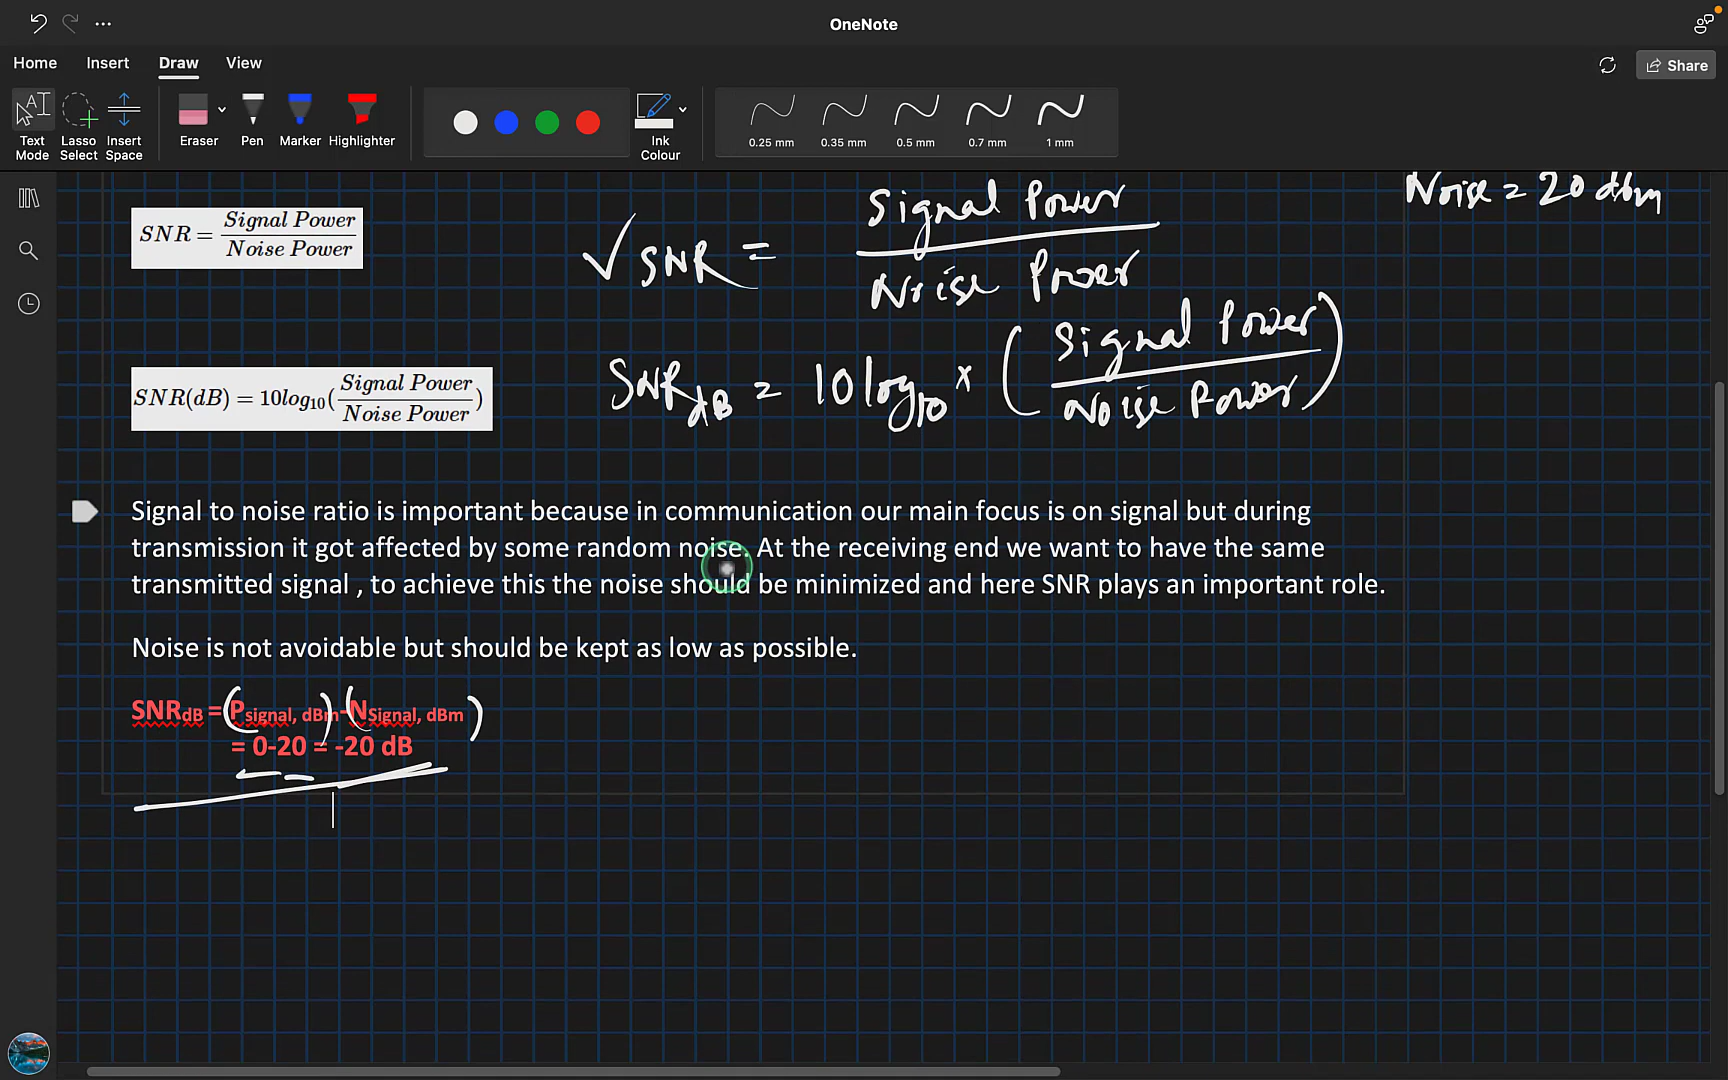 OneNote
Home Insert Draw View
Share
Text Mode
Lasso Select
Insert Space
Eraser
Pen
Marker
Highlighter
Ink Colour
0.25 mm
0.35 mm
0.5 mm
0.7 mm
1 mm
Noise = 20 dbm
SNR = Signal Power / Noise Power
✓ SNR = Signal Power / Noise Power
SNR(dB) = 10log10(Signal Power / Noise Power)
SNRdB = 10 log10 × (Signal Power / Noise Power)
Signal to noise ratio is important because in communication our main focus is on signal but during
transmission it got affected by some random noise. At the receiving end we want to have the same
transmitted signal , to achieve this the noise should be minimized and here SNR plays an important role.
Noise is not avoidable but should be kept as low as possible.
SNRdB =(Psignal, dBm)-(NSignal, dBm)
= 0-20 = -20 dB